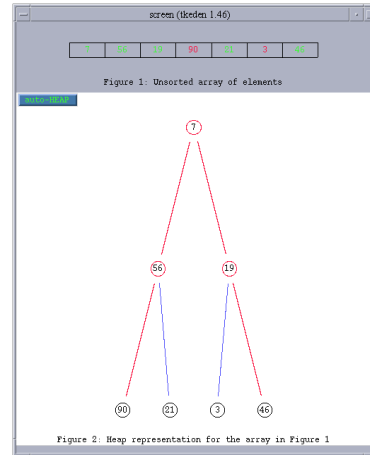 screen (tkeden 1.46)
7 56 19 90 21 3 46
Figure 1: Unsorted array of elements
auto-HEAP
7
56 19
90 21 3 46
Figure 2: Heap representation for the array in Figure 1